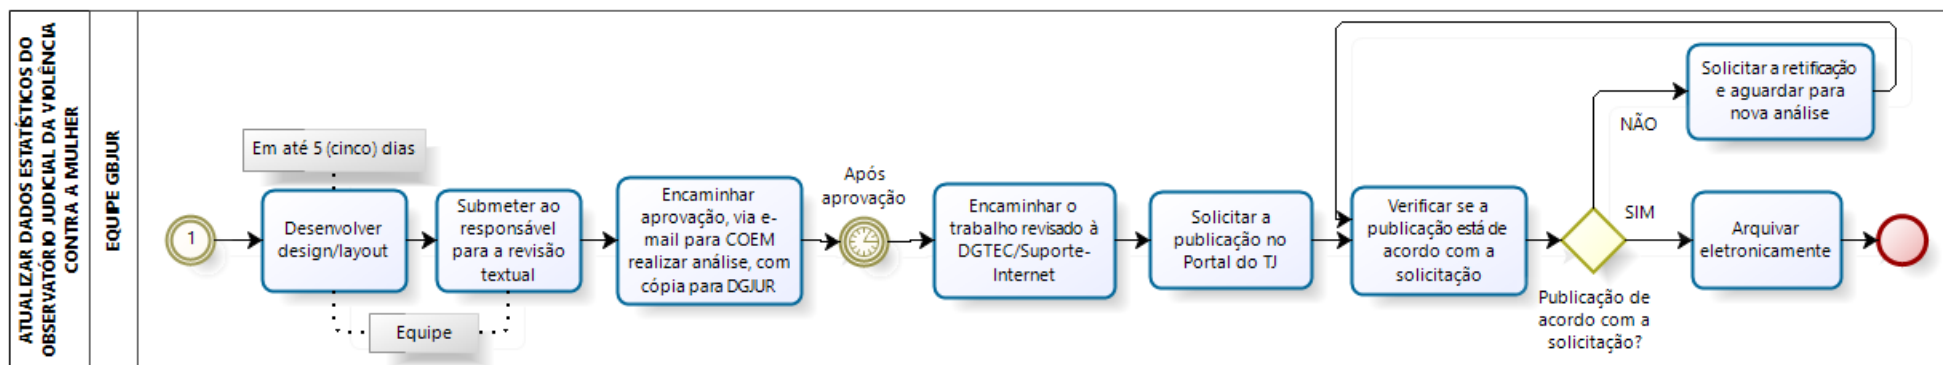 ATUALIZAR DADOS ESTATÍSTICOS DO
OBSERVATÓRIO JUDICIAL DA VIOLÊNCIA
CONTRA A MULHER
EQUIPE GBJUR
1
Em até 5 (cinco) dias
Desenvolver
design/layout
Equipe
Submeter ao
responsável
para a revisão
textual
Encaminhar
aprovação, via e-
mail para COEM
realizar análise, com
cópia para DGJUR
Após
aprovação
Encaminhar o
trabalho revisado à
DGTEC/Suporte-
Internet
Solicitar a
publicação no
Portal do TJ
Verificar se a
publicação está de
acordo com a
solicitação
Publicação de
acordo com a
solicitação?
NÃO
Solicitar a retificação
e aguardar para
nova análise
SIM
Arquivar
eletronicamente